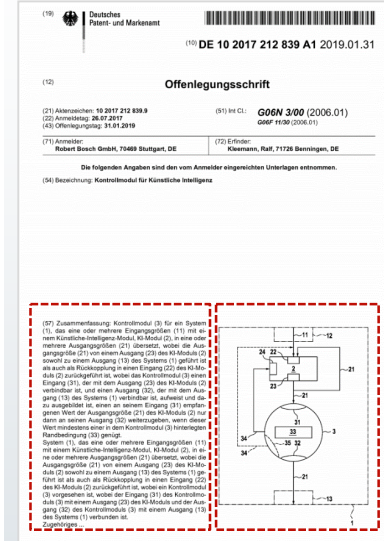 (19)
Deutsches
Patent- und Markenamt
(10) DE 10 2017 212 839 A1 2019.01.31
(12)
Offenlegungsschrift
(21) Aktenzeichen: 10 2017 212 839.9
(22) Anmeldetag: 26.07.2017
(43) Offenlegungstag: 31.01.2019
(51) Int Cl.: G06N 3/00 (2006.01)
G06F 11/30 (2006.01)
(71) Anmelder:
Robert Bosch GmbH, 70469 Stuttgart, DE
(72) Erfinder:
Kleemann, Ralf, 71726 Benningen, DE
Die folgenden Angaben sind den vom Anmelder eingereichten Unterlagen entnommen.
(54) Bezeichnung: Kontrollmodul für Künstliche Intelligenz
(57) Zusammenfassung: Kontrollmodul (3) für ein System
(1), das eine oder mehrere Eingangsgrößen (11) mit ei-
nem Künstliche-Intelligenz-Modul, KI-Modul (2), in eine oder
mehrere Ausgangsgrößen (21) übersetzt, wobei die Aus-
gangsgröße (21) von einem Ausgang (23) des KI-Moduls (2)
sowohl zu einem Ausgang (13) des Systems (1) geführt ist
als auch als Rückkopplung in einen Eingang (22) des KI-Mo-
duls (2) zurückgeführt ist, wobei das Kontrollmodul (3) einen
Eingang (31), der mit dem Ausgang (23) des KI-Moduls (2)
verbindbar ist, und einen Ausgang (32), der mit dem Aus-
gang (13) des Systems (1) verbindbar ist, aufweist und da-
zu ausgebildet ist, einen an seinem Eingang (31) empfan-
genen Wert der Ausgangsgröße (21) des KI-Moduls (2) nur
dann an seinen Ausgang (32) weiterzugeben, wenn dieser
Wert mindestens einer in dem Kontrollmodul (3) hinterlegten
Randbedingung (33) genügt.
System (1), das eine oder mehrere Eingangsgrößen (11)
mit einem Künstliche-Intelligenz-Modul, KI-Modul (2), in ei-
ne oder mehrere Ausgangsgrößen (21) übersetzt, wobei die
Ausgangsgröße (21) von einem Ausgang (23) des KI-Moduls
(2) sowohl zu einem Ausgang (13) des Systems (1) ge-
führt ist als auch als Rückkopplung in einen Eingang (22)
des KI-Moduls (2) zurückgeführt ist, wobei ein Kontrollmodul
(3) vorgesehen ist, wobei der Eingang (31) des Kontrollmo-
duls (3) mit einem Ausgang (23) des KI-Moduls und der Aus-
gang (32) des Kontrollmoduls (3) mit einem Ausgang (13)
des Systems (1) verbunden ist.
Zugehöriges ...
11
12
24
22
2
21
23
21
31
33
3
34
35
32
34
21
13
1